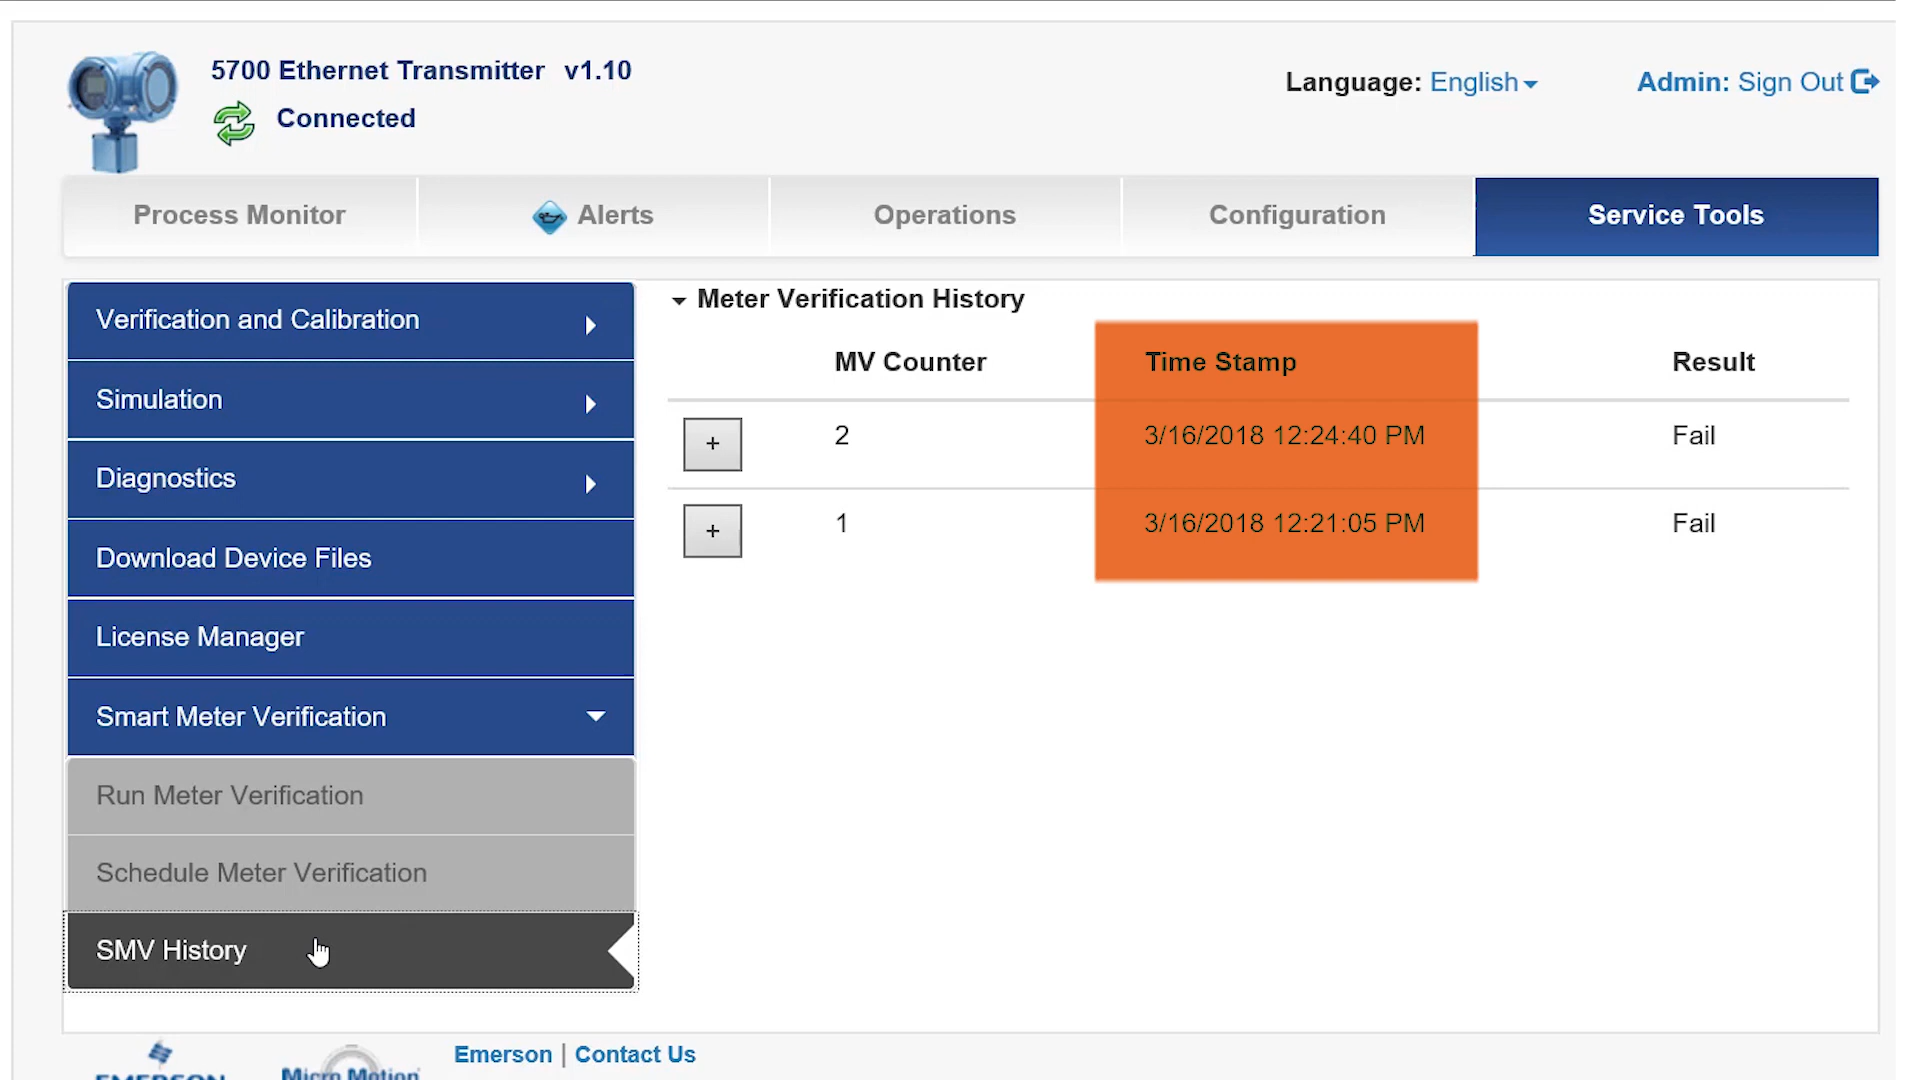 5700 Ethernet Transmitter v1.10
Connected
Language: English
Admin: Sign Out
Process Monitor
Alerts
Operations
Configuration
Service Tools
Verification and Calibration
Simulation
Diagnostics
Download Device Files
License Manager
Smart Meter Verification
Run Meter Verification
Schedule Meter Verification
SMV History
Meter Verification History
MV Counter Time Stamp Result
+ 2 3/16/2018 12:24:40 PM Fail
+ 1 3/16/2018 12:21:05 PM Fail
EMERSON
Micro Motion
Emerson | Contact Us